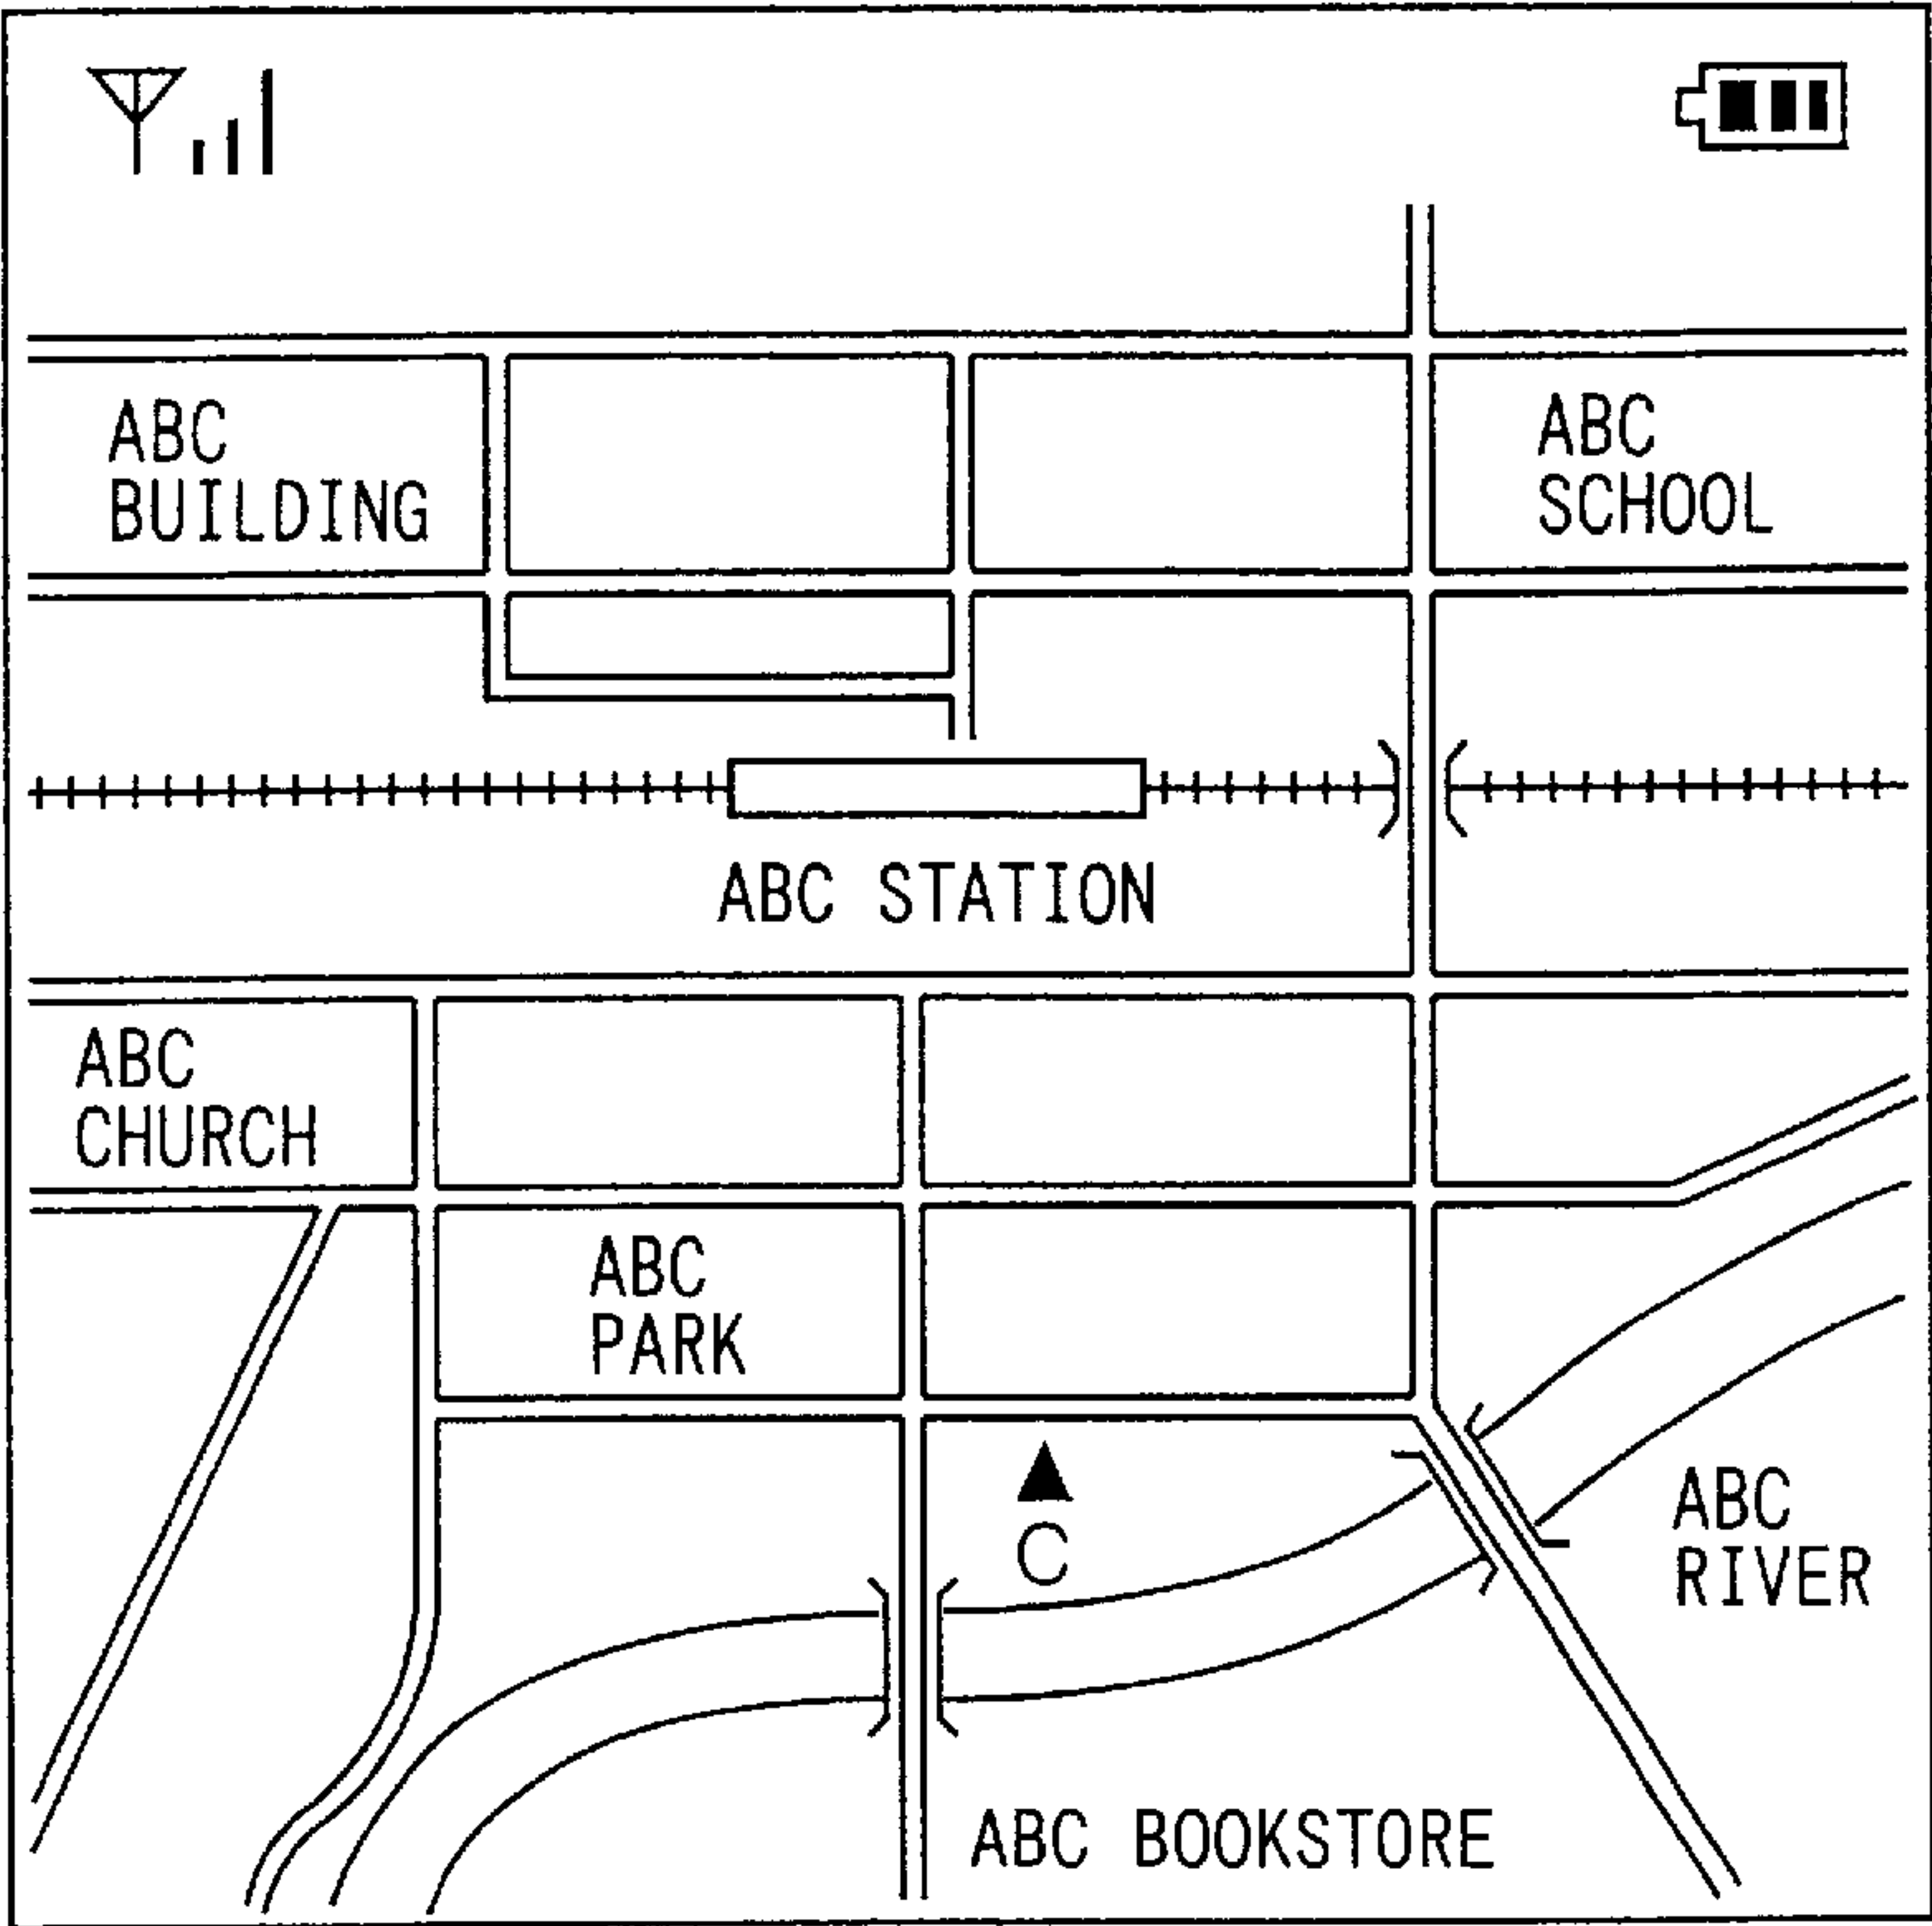 ABC
BUILDING
ABC
SCHOOL
ABC STATION
ABC
CHURCH
ABC
PARK
C
ABC
RIVER
ABC BOOKSTORE